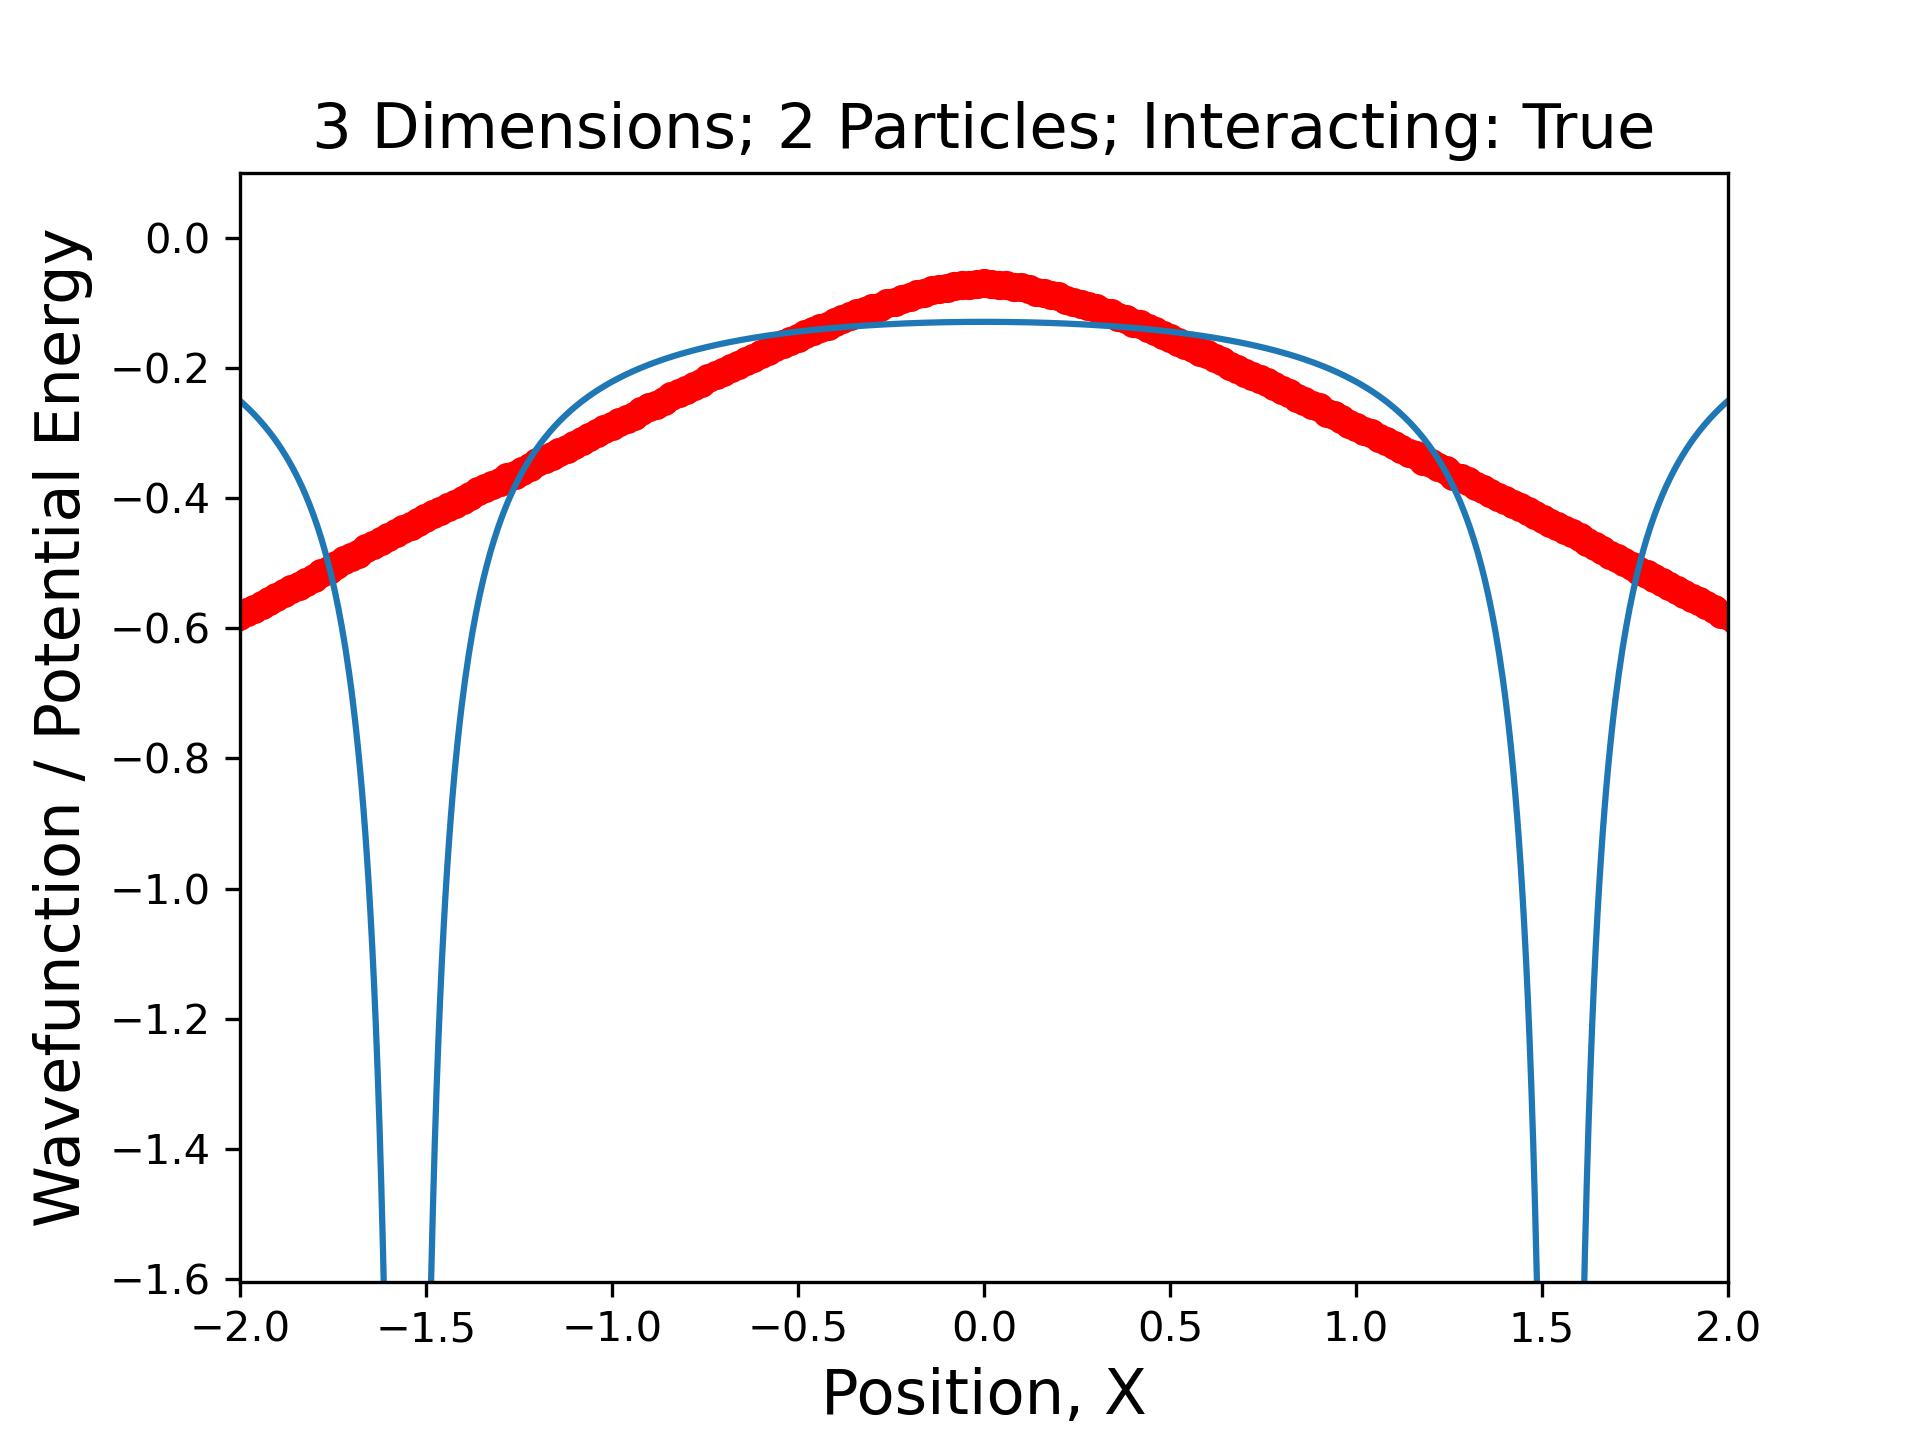 3 Dimensions; 2 Particles; Interacting: True
Wavefunction / Potential Energy
0.0
−0.2
−0.4
−0.6
−0.8
−1.0
−1.2
−1.4
−1.6
−2.0 −1.5 −1.0 −0.5 0.0 0.5 1.0 1.5 2.0
Position, X